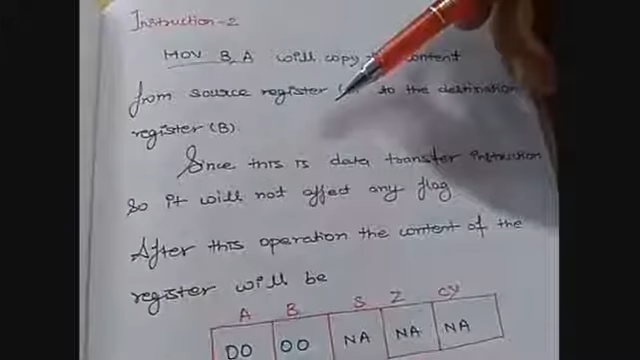 Instruction-2
MOV B, A will copy content
from source register to the destination
register (B)
Since this is data transfer instruction
So it will not affect any flag
After this operation the content of the
register will be
A B S Z CY
00 00 NA NA NA